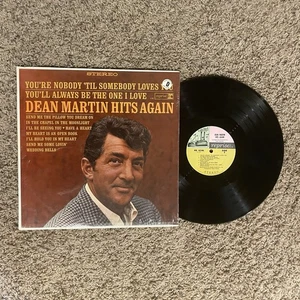 STEREO
YOU'RE NOBODY 'TIL SOMEBODY LOVES
YOU'LL ALWAYS BE THE ONE I LOVE
DEAN MARTIN HITS AGAIN
SEND ME THE PILLOW YOU DREAM ON
IN THE CHAPEL IN THE MOONLIGHT
I'LL BE SEEING YOU • HAVE A HEART
MY HEART IS AN OPEN BOOK
I'LL HOLD YOU IN MY HEART
SEND ME SOME LOVIN'
WEDDING BELLS
reprise